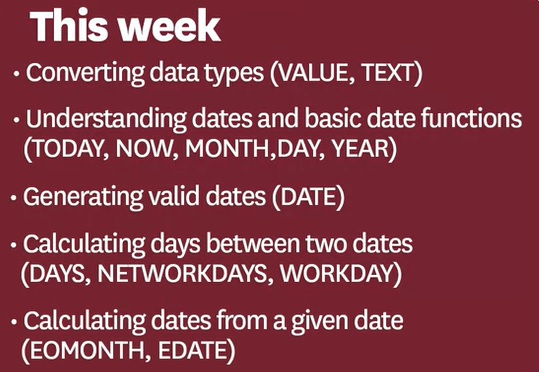 This week
• Converting data types (VALUE, TEXT)
• Understanding dates and basic date functions
(TODAY, NOW, MONTH,DAY, YEAR)
• Generating valid dates (DATE)
• Calculating days between two dates
(DAYS, NETWORKDAYS, WORKDAY)
• Calculating dates from a given date
(EOMONTH, EDATE)